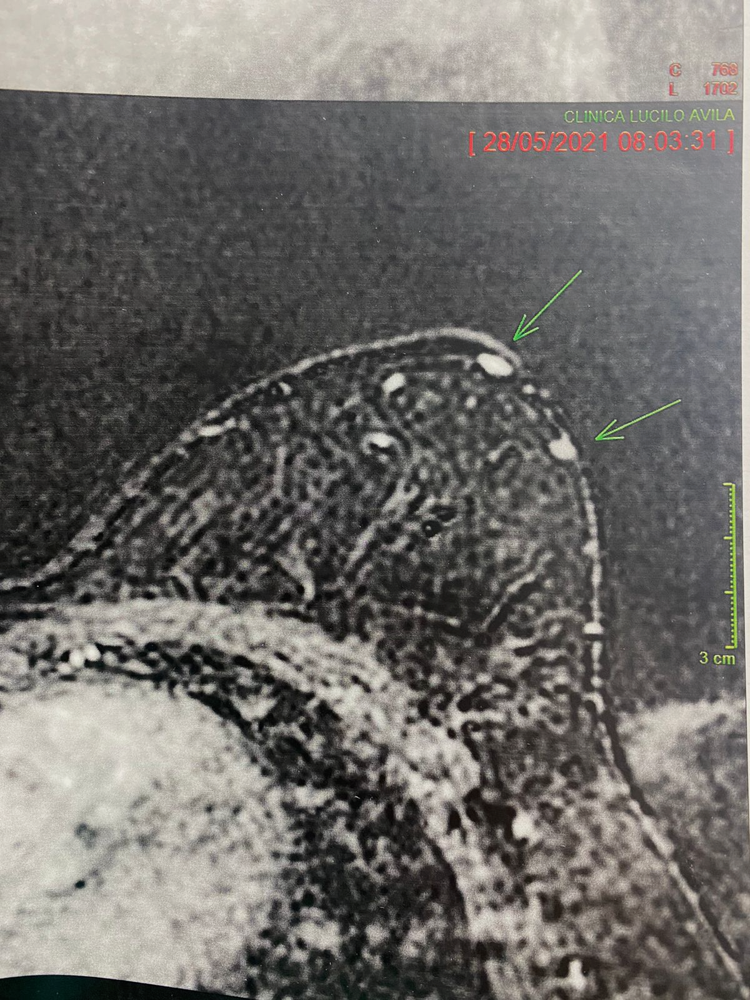 C 768
L 1702
CLINICA LUCILO AVILA
[ 28/05/2021 08:03:31 ]
3 cm